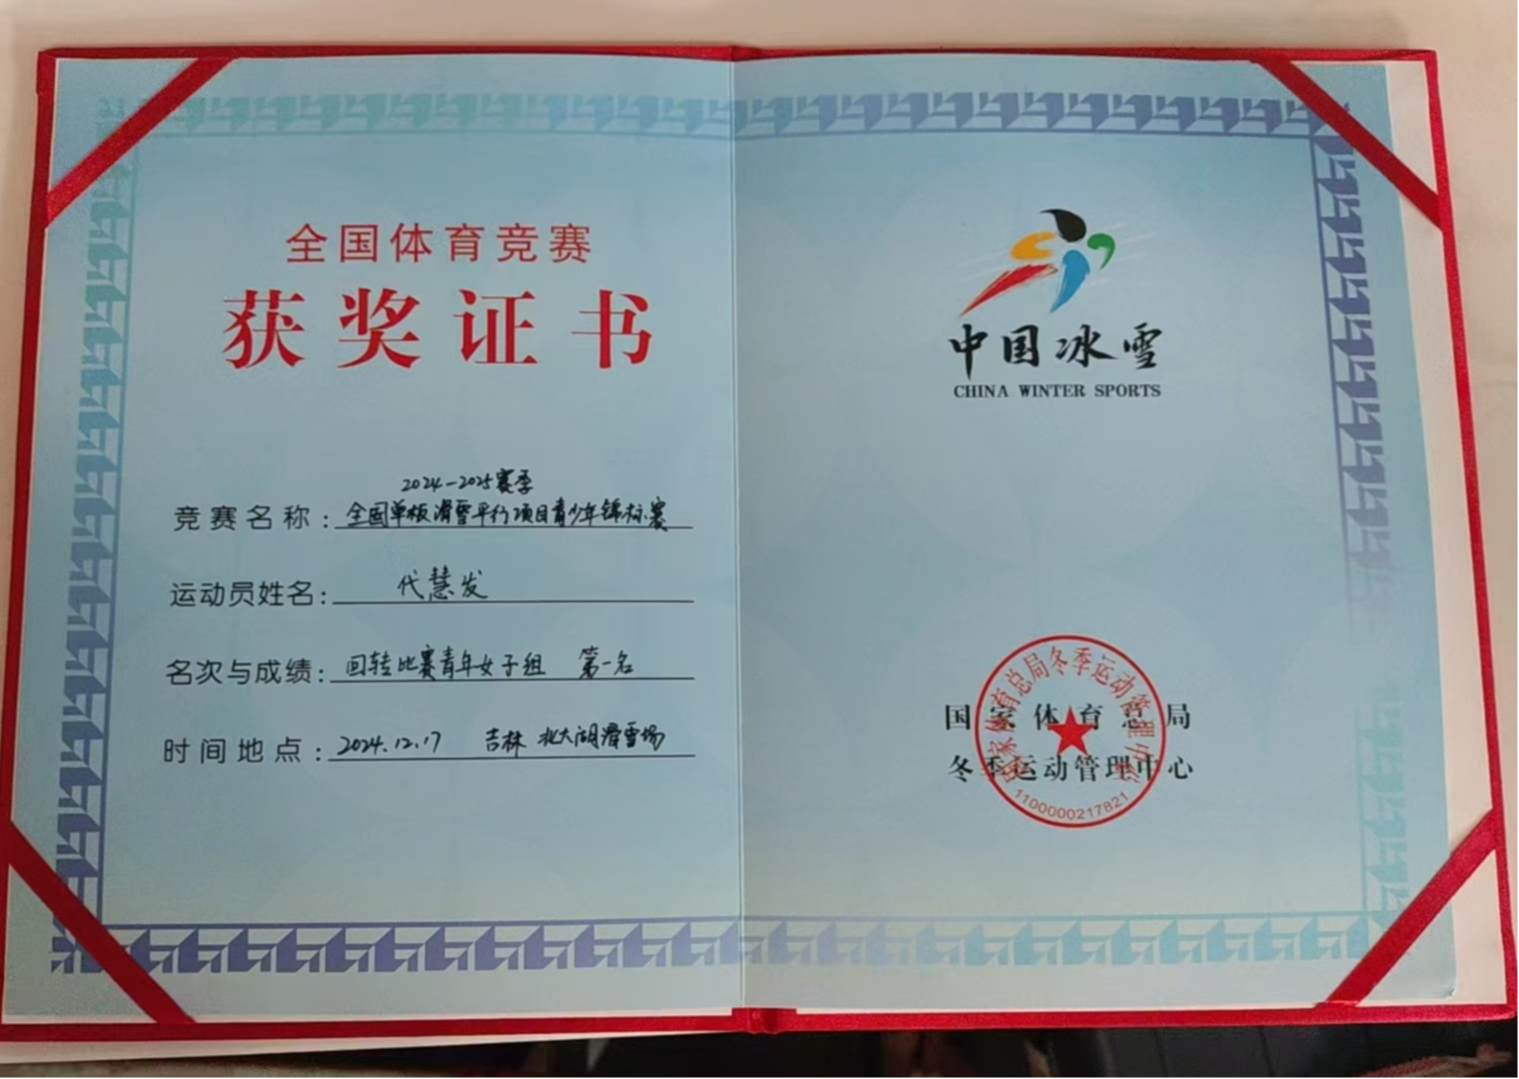 全国体育竞赛
获奖证书
2024-2025赛季
竞赛名称：全国单板滑雪平行项目青少年锦标赛
运动员姓名：代慧发
名次与成绩：回转比赛青年女子组 第一名
时间地点：2024.12.17 吉林 北大湖滑雪场
中国冰雪
CHINA WINTER SPORTS
国家体育总局
冬季运动管理中心
国家体育总局冬季运动管理中心
1100000217821